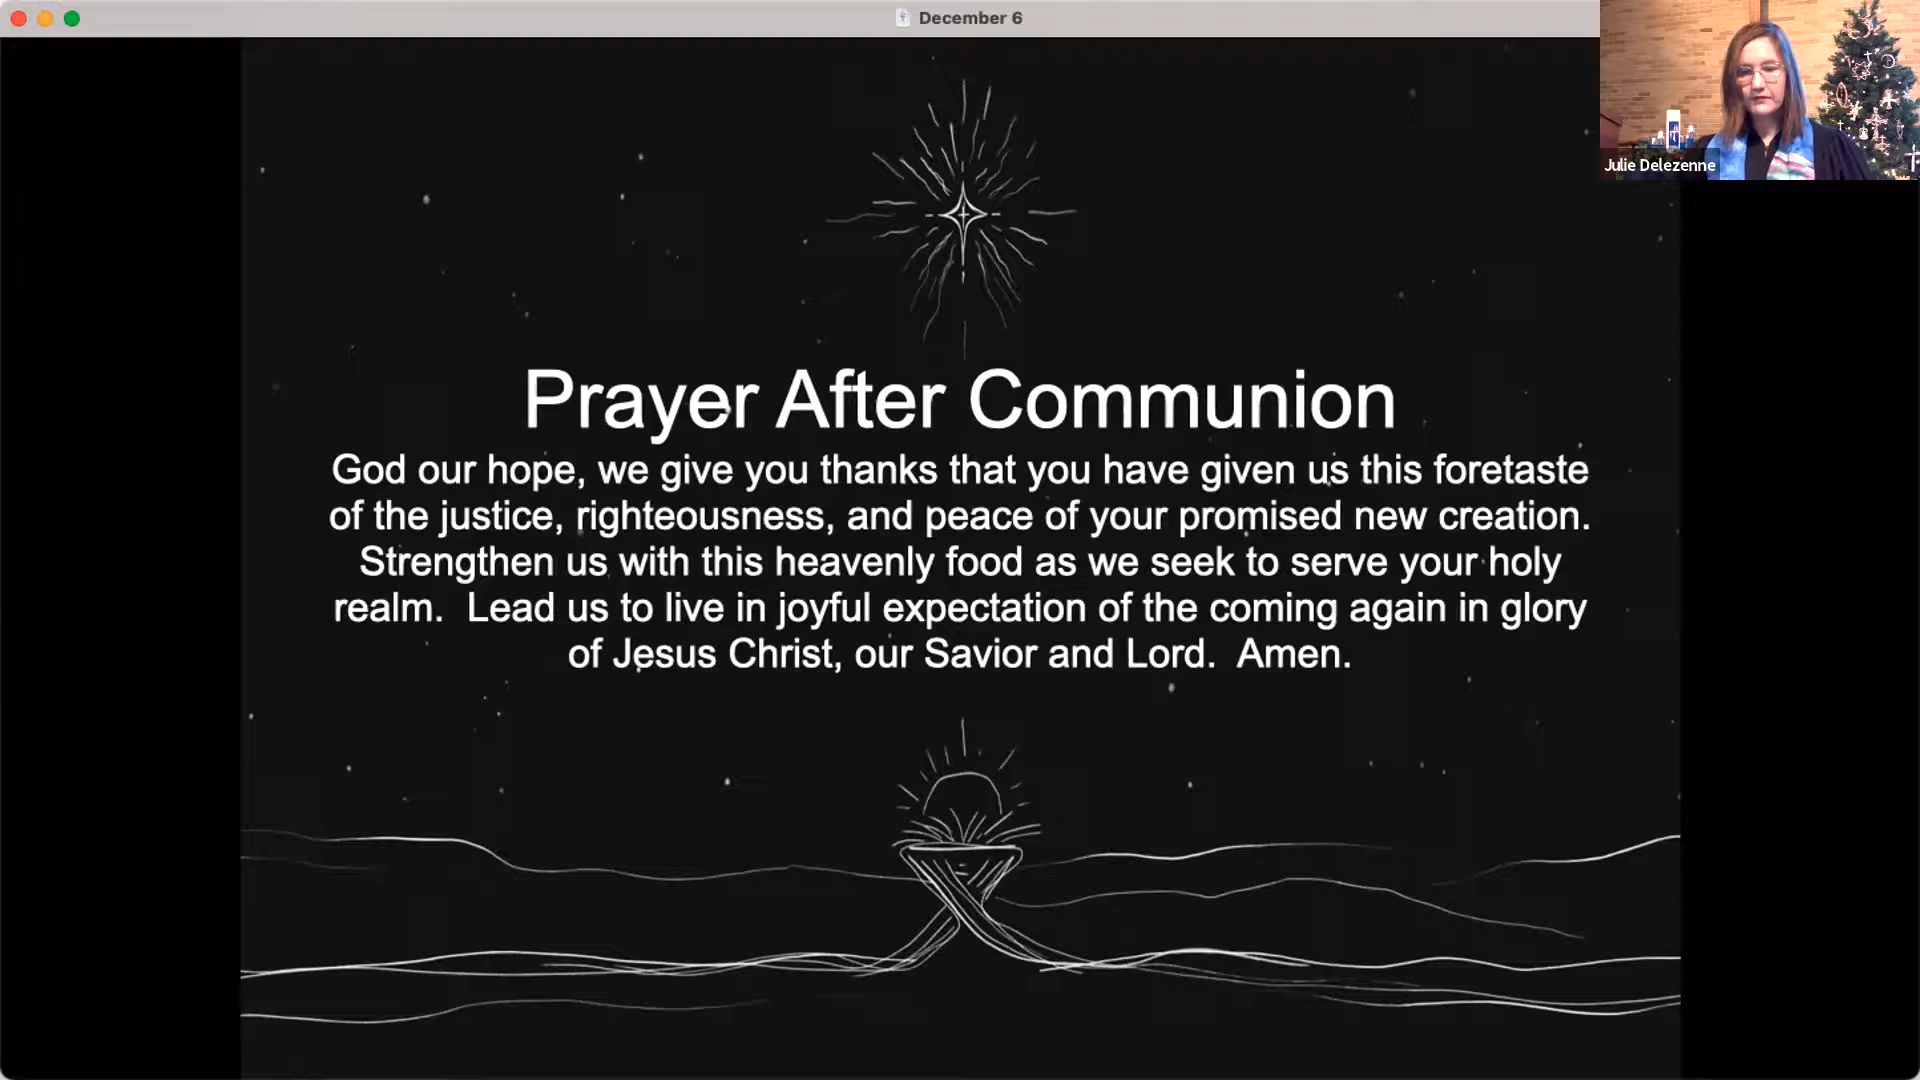 December 6
Julie Delezenne
Prayer After Communion
God our hope, we give you thanks that you have given us this foretaste
of the justice, righteousness, and peace of your promised new creation.
Strengthen us with this heavenly food as we seek to serve your holy
realm.  Lead us to live in joyful expectation of the coming again in glory
of Jesus Christ, our Savior and Lord.  Amen.